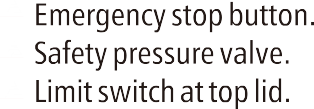 Emergency stop button.
Safety pressure valve.
Limit switch at top lid.